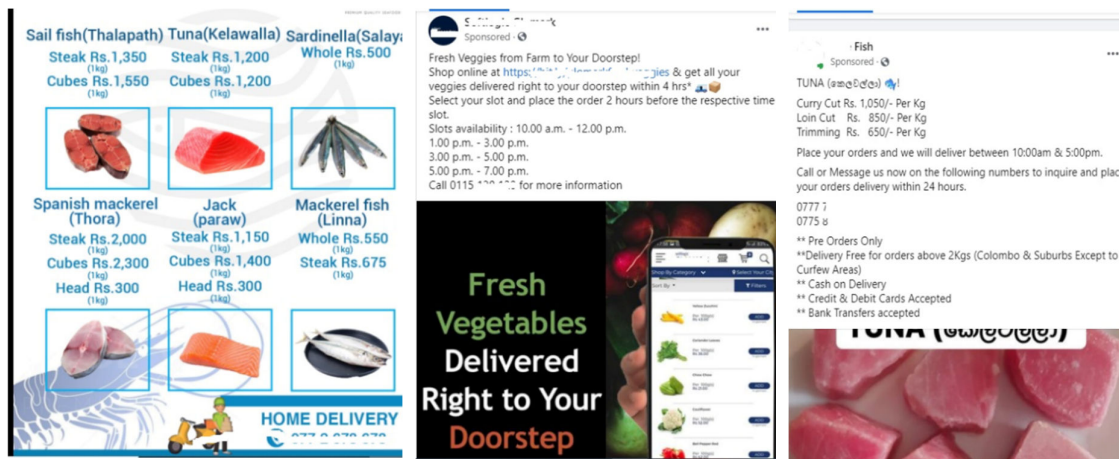 Sail fish(Thalapath) Tuna(Kelawalla) Sardinella(Salaya
Steak Rs.1,350
(1kg)
Cubes Rs.1,550
(1kg)
Steak Rs.1,200
(1kg)
Cubes Rs.1,200
(1kg)
Whole Rs.500
(1kg)
Spanish mackerel
(Thora)
Steak Rs.2,000
(1kg)
Cubes Rs.2,300
(1kg)
Head Rs.300
(1kg)
Jack
(paraw)
Steak Rs.1,150
(1kg)
Cubes Rs.1,400
(1kg)
Head Rs.300
(1kg)
Mackerel fish
(Linna)
Whole Rs.550
(1kg)
Steak Rs.675
(1kg)
HOME DELIVERY
Sponsored ·
Fresh Veggies from Farm to Your Doorstep!
Shop online at & get all your
veggies delivered right to your doorstep within 4 hrs*
Select your slot and place the order 2 hours before the respective time
slot.
Slots availability : 10.00 a.m. - 12.00 p.m.
1.00 p.m. - 3.00 p.m.
3.00 p.m. - 5.00 p.m.
5.00 p.m. - 7.00 p.m.
Call 0115 for more information
Fresh
Vegetables
Delivered
Right to Your
Doorstep
Shop By Category
Select Your City
Sort By
Filters
Fish
Sponsored ·
TUNA (කෙලවල්ලා) !
Curry Cut Rs. 1,050/- Per Kg
Loin Cut Rs. 850/- Per Kg
Trimming Rs. 650/- Per Kg
Place your orders and we will deliver between 10:00am & 5:00pm.
Call or Message us now on the following numbers to inquire and plac
your orders delivery within 24 hours.
0777 7
0775 8
** Pre Orders Only
**Delivery Free for orders above 2Kgs (Colombo & Suburbs Except to
Curfew Areas)
** Cash on Delivery
** Credit & Debit Cards Accepted
** Bank Transfers accepted
TUNA (කෙලවල්ලා)